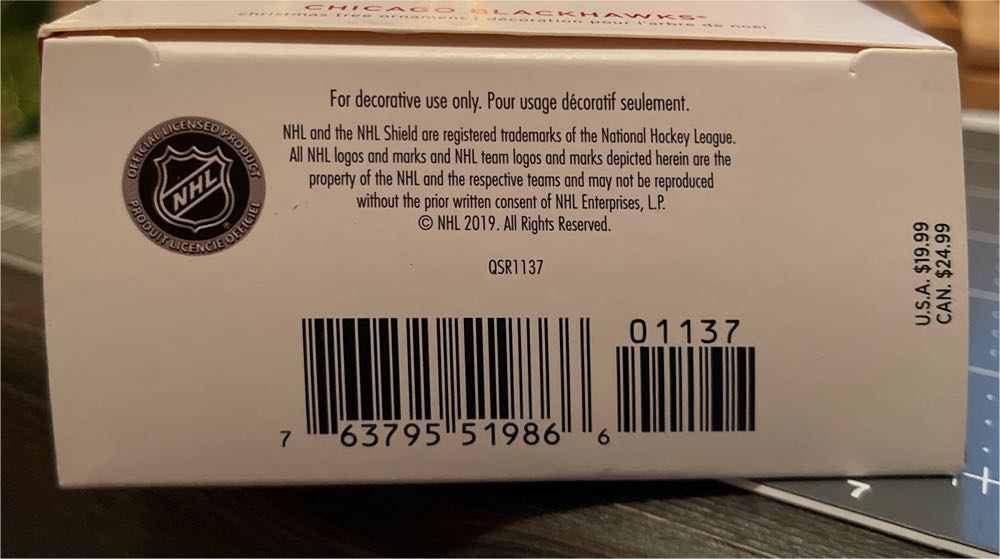 CHICAGO BLACKHAWKS
christmas tree ornament | décoration pour l'arbre de noël
For decorative use only. Pour usage décoratif seulement.
OFFICIAL LICENSED PRODUCT
NHL
PRODUIT LICENCIE OFFICIEL
NHL and the NHL Shield are registered trademarks of the National Hockey League.
All NHL logos and marks and NHL team logos and marks depicted herein are the
property of the NHL and the respective teams and may not be reproduced
without the prior written consent of NHL Enterprises, L.P.
© NHL 2019. All Rights Reserved.
QSR1137
U.S.A. $19.99
CAN. $24.99
01137
7 63795 51986 6
7